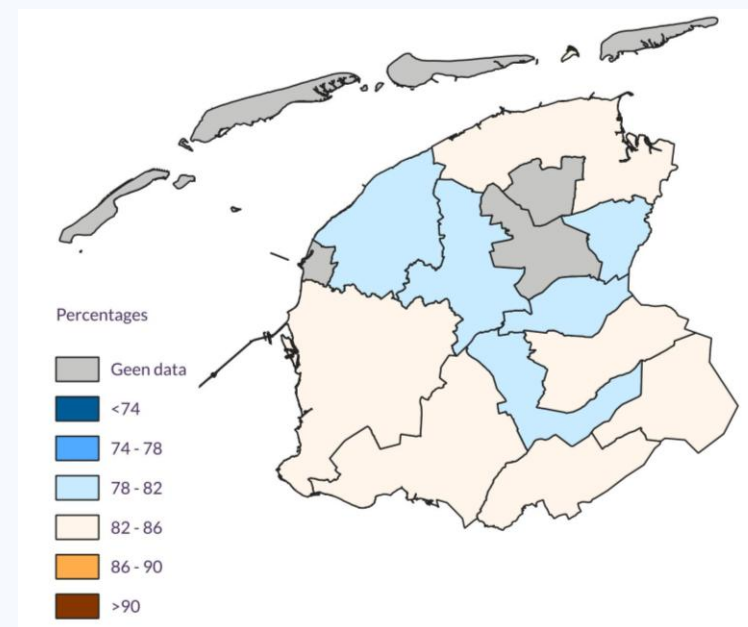 Percentages
Geen data
<74
74 - 78
78 - 82
82 - 86
86 - 90
>90